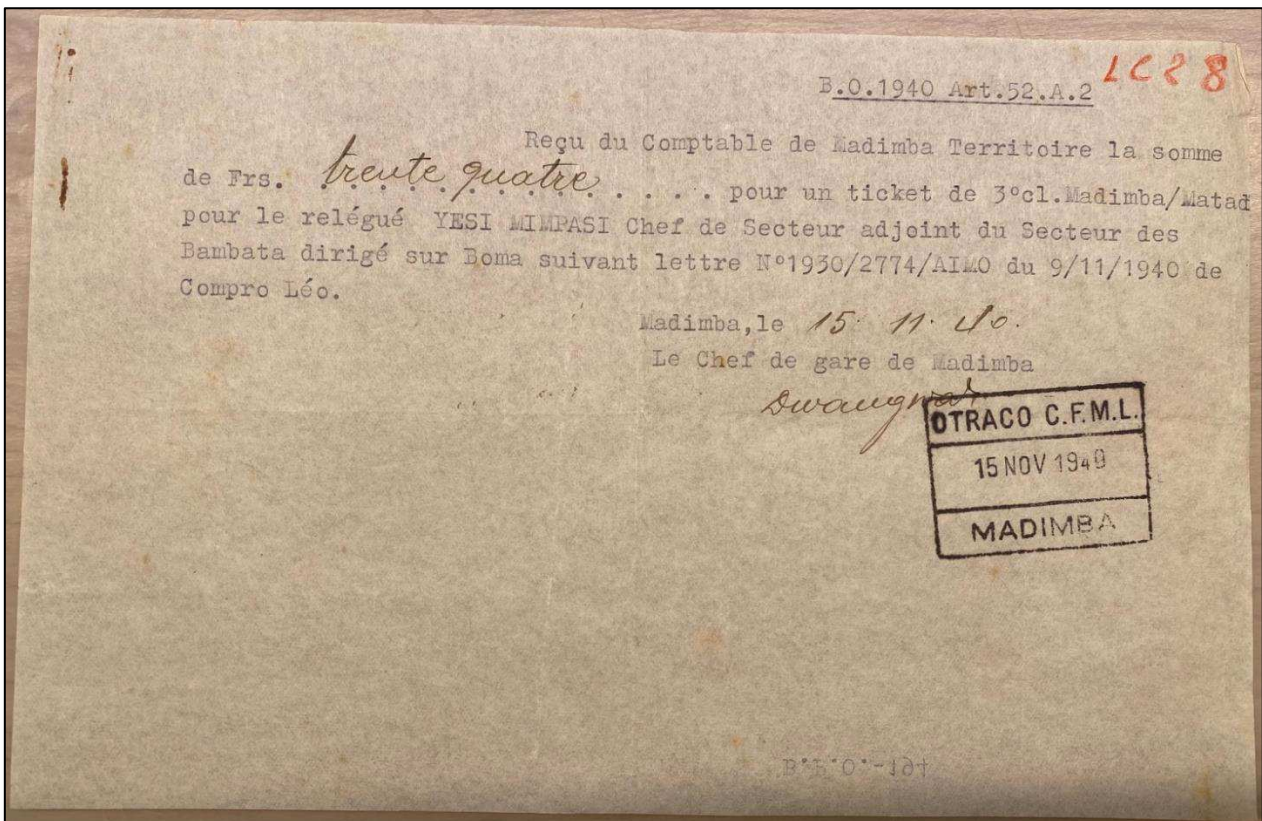 LC28
B.O.1940 Art.52.A.2
Reçu du Comptable de Madimba Territoire la somme
de Frs. trente quatre . . . . pour un ticket de 3°cl.Madimba/Matad
pour le relégué YESI MIMPASI Chef de Secteur adjoint du Secteur des
Bambata dirigé sur Boma suivant lettre N°1930/2774/AIMO du 9/11/1940 de
Compro Léo.
Madimba,le 15. 11. 40.
Le Chef de gare de Madimba
OTRACO C.F.M.L.
15 NOV 1940
MADIMBA